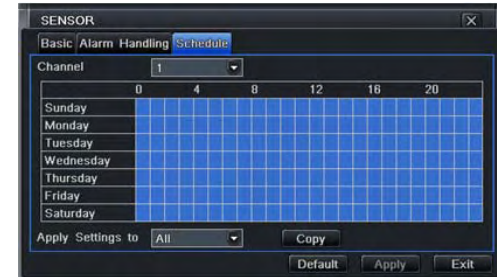 SENSOR
Basic Alarm Handling Schedule
Channel 1
0 4 8 12 16 20
Sunday
Monday
Tuesday
Wednesday
Thursday
Friday
Saturday
Apply Settings to All Copy
Default Apply Exit